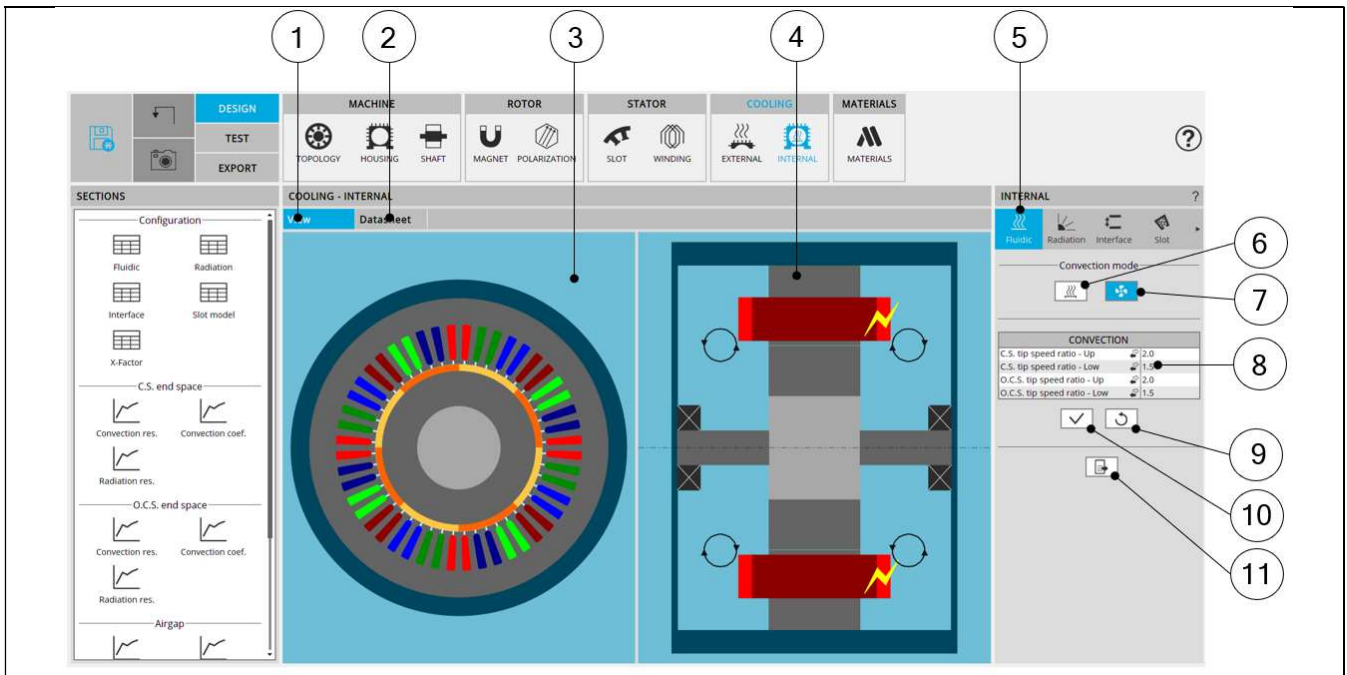 1
2
3
4
5
DESIGN
TEST
EXPORT
MACHINE
TOPOLOGY
HOUSING
SHAFT
ROTOR
MAGNET
POLARIZATION
STATOR
SLOT
WINDING
COOLING
EXTERNAL
INTERNAL
MATERIALS
MATERIALS
?
SECTIONS
Configuration
Fluidic
Radiation
Interface
Slot model
X-Factor
C.S. end space
Convection res.
Convection coef.
Radiation res.
O.C.S. end space
Convection res.
Convection coef.
Radiation res.
Airgap
COOLING - INTERNAL
View
Datasheet
INTERNAL
?
Fluidic
Radiation
Interface
Slot
Convection mode
CONVECTION
C.S. tip speed ratio - Up 2.0
C.S. tip speed ratio - Low 1.5
O.C.S. tip speed ratio - Up 2.0
O.C.S. tip speed ratio - Low 1.5
6
7
8
9
10
11